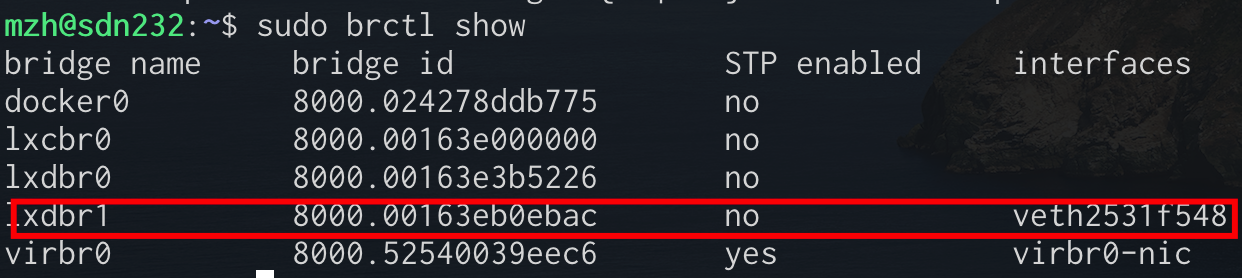 mzh@sdn232:~$ sudo brctl show
bridge name bridge id STP enabled interfaces
docker0 8000.024278ddb775 no
lxcbr0 8000.00163e000000 no
lxdbr0 8000.00163e3b5226 no
lxdbr1 8000.00163eb0ebac no veth2531f548
virbr0 8000.52540039eec6 yes virbr0-nic